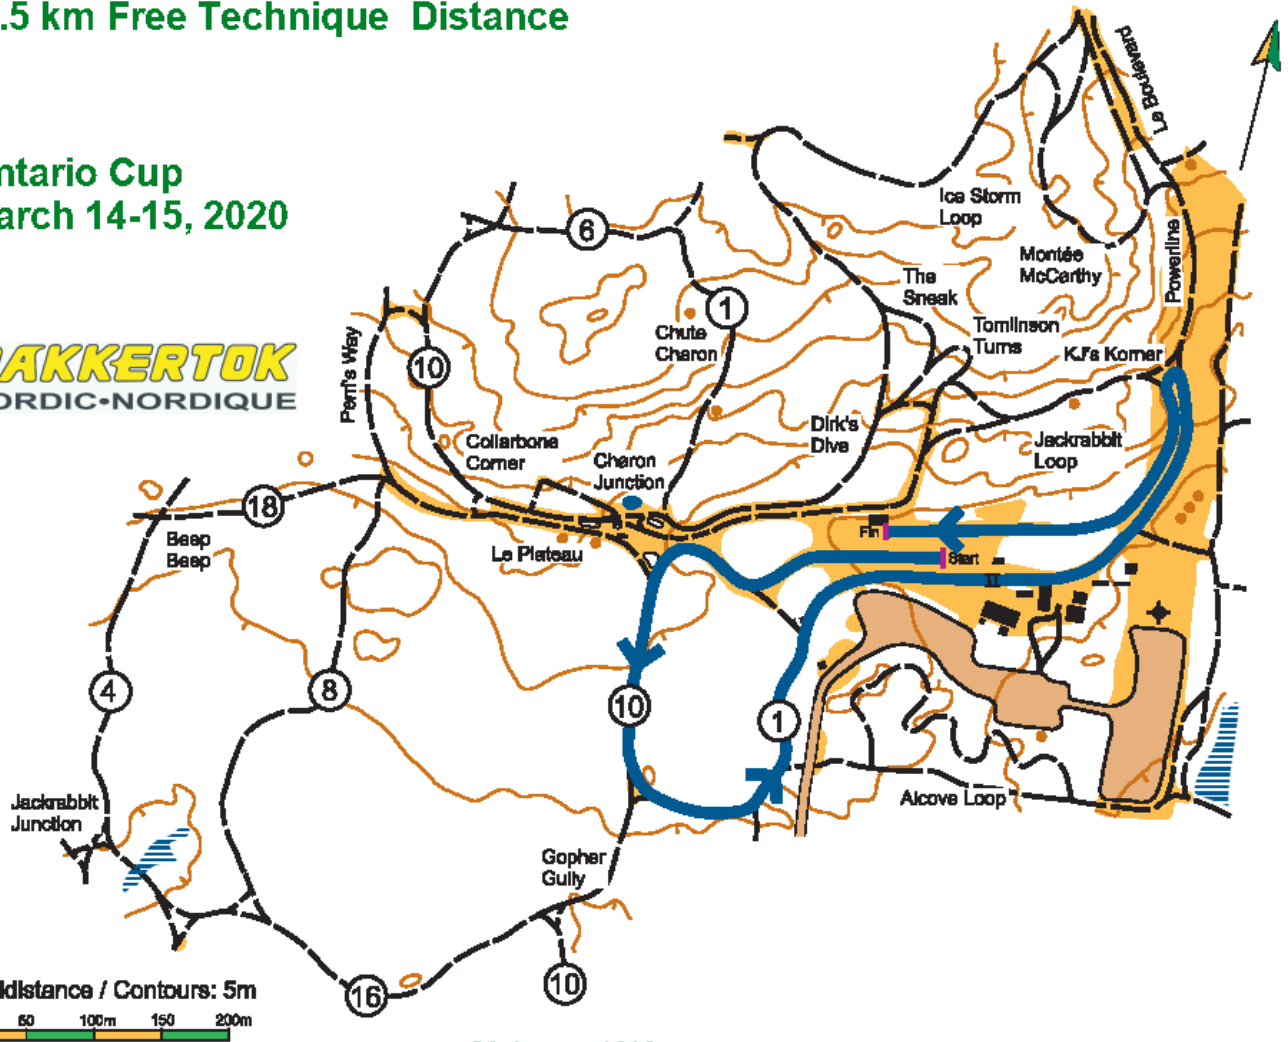 .5 km Free Technique Distance
ntario Cup
arch 14-15, 2020
AKKERTOK
ORDIC•NORDIQUE
Le Boulevard
Ice Storm
Loop
Montée
McCarthy
Powerline
The
Sneak
Tomlinson
Turns
KJ's Korner
6
1
Chute
Charon
10
Perri's Way
Collarbone
Corner
Charon
Junction
Dirk's
Dive
Jackrabbit
Loop
18
Beep
Beep
Le Plateau
Fin
Start
4
8
10
1
Jackrabbit
Junction
Alcove Loop
Gopher
Gully
16
10
distance / Contours: 5m
50 100m 150 200m